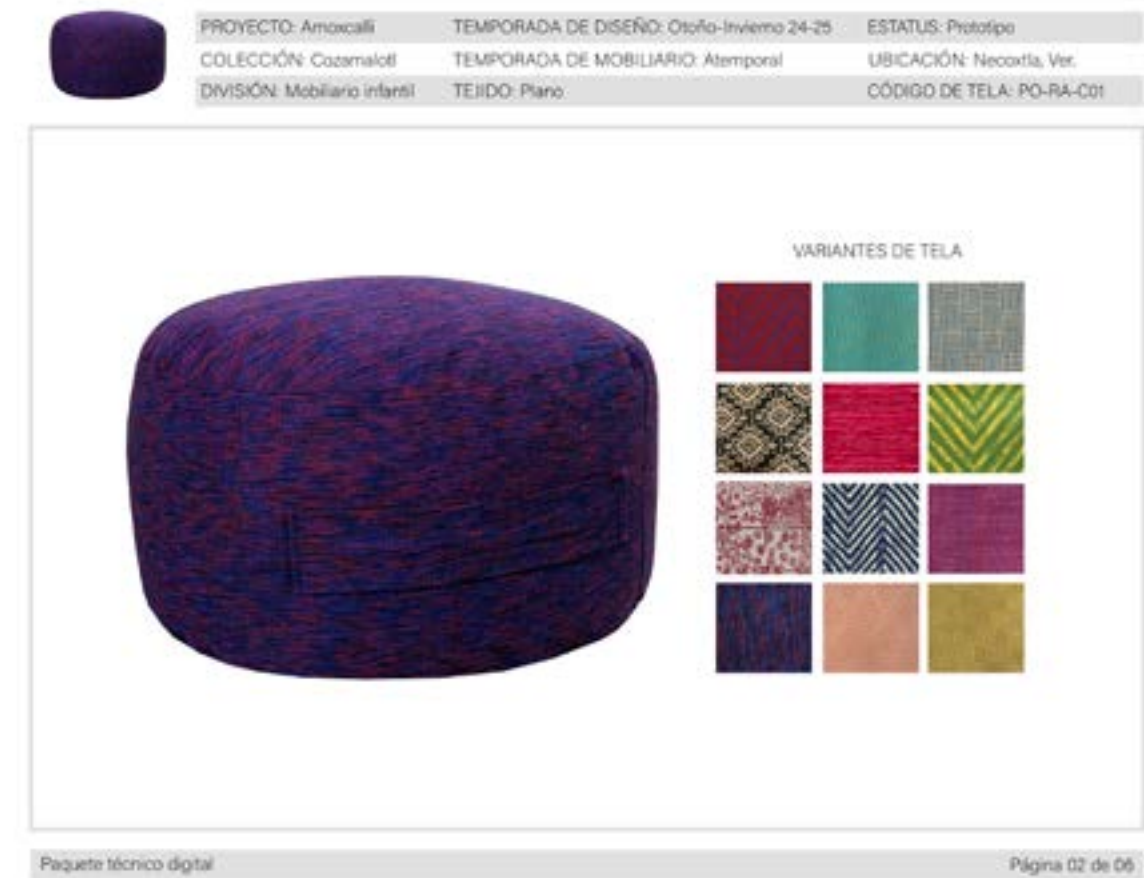 PROYECTO: Amoxcalli TEMPORADA DE DISEÑO: Otoño-Invierno 24-25 ESTATUS: Prototipo
COLECCIÓN: Cozamalotl TEMPORADA DE MOBILIARIO: Atemporal UBICACIÓN: Necoxtla, Ver.
DIVISIÓN: Mobiliario infantil TEJIDO: Plano CÓDIGO DE TELA: PO-RA-C01
VARIANTES DE TELA
Paquete técnico digital Página 02 de 06